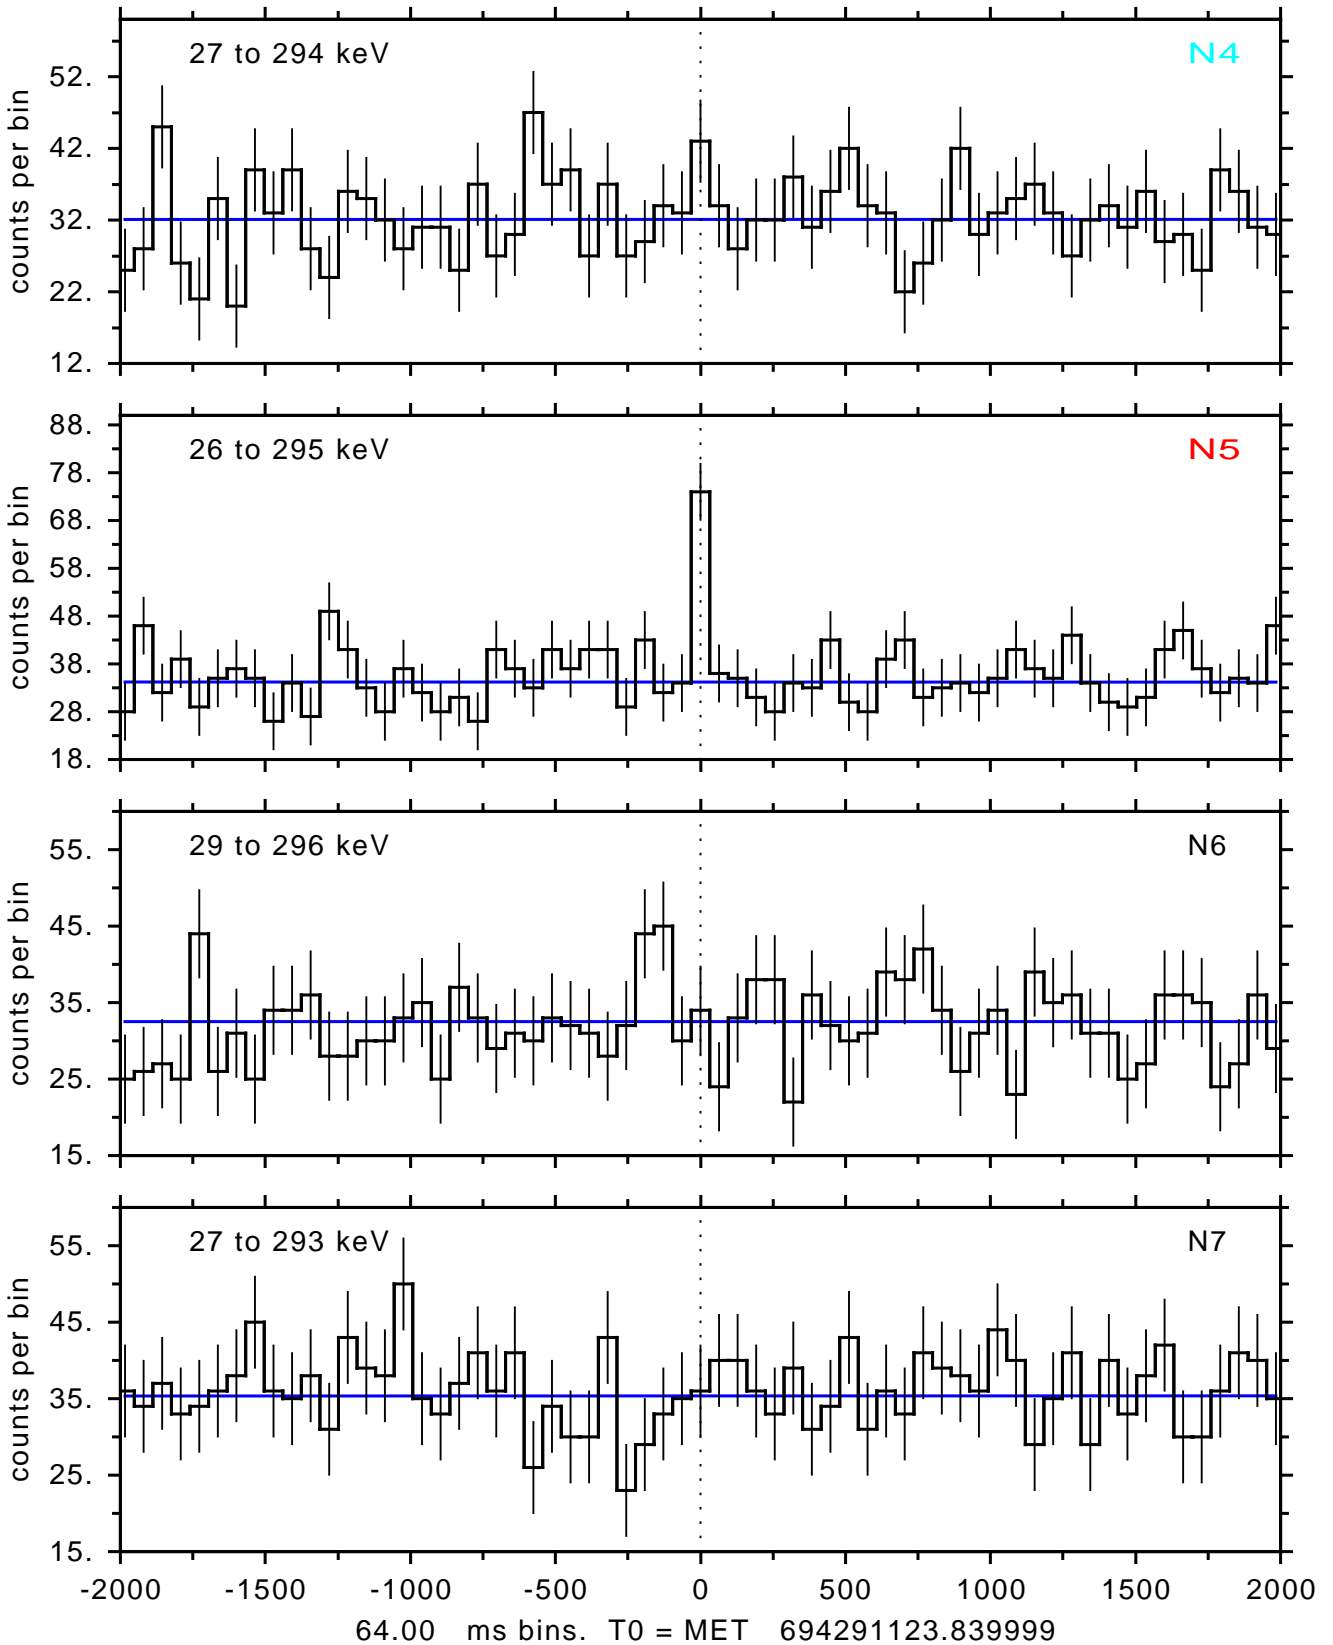 27 to 294 keV N4
counts per bin
52.
42.
32.
22.
12.
26 to 295 keV N5
counts per bin
88.
78.
68.
58.
48.
38.
28.
18.
29 to 296 keV N6
counts per bin
55.
45.
35.
25.
15.
27 to 293 keV N7
counts per bin
55.
45.
35.
25.
15.
-2000 -1500 -1000 -500 0 500 1000 1500 2000
64.00 ms bins. T0 = MET 694291123.839999